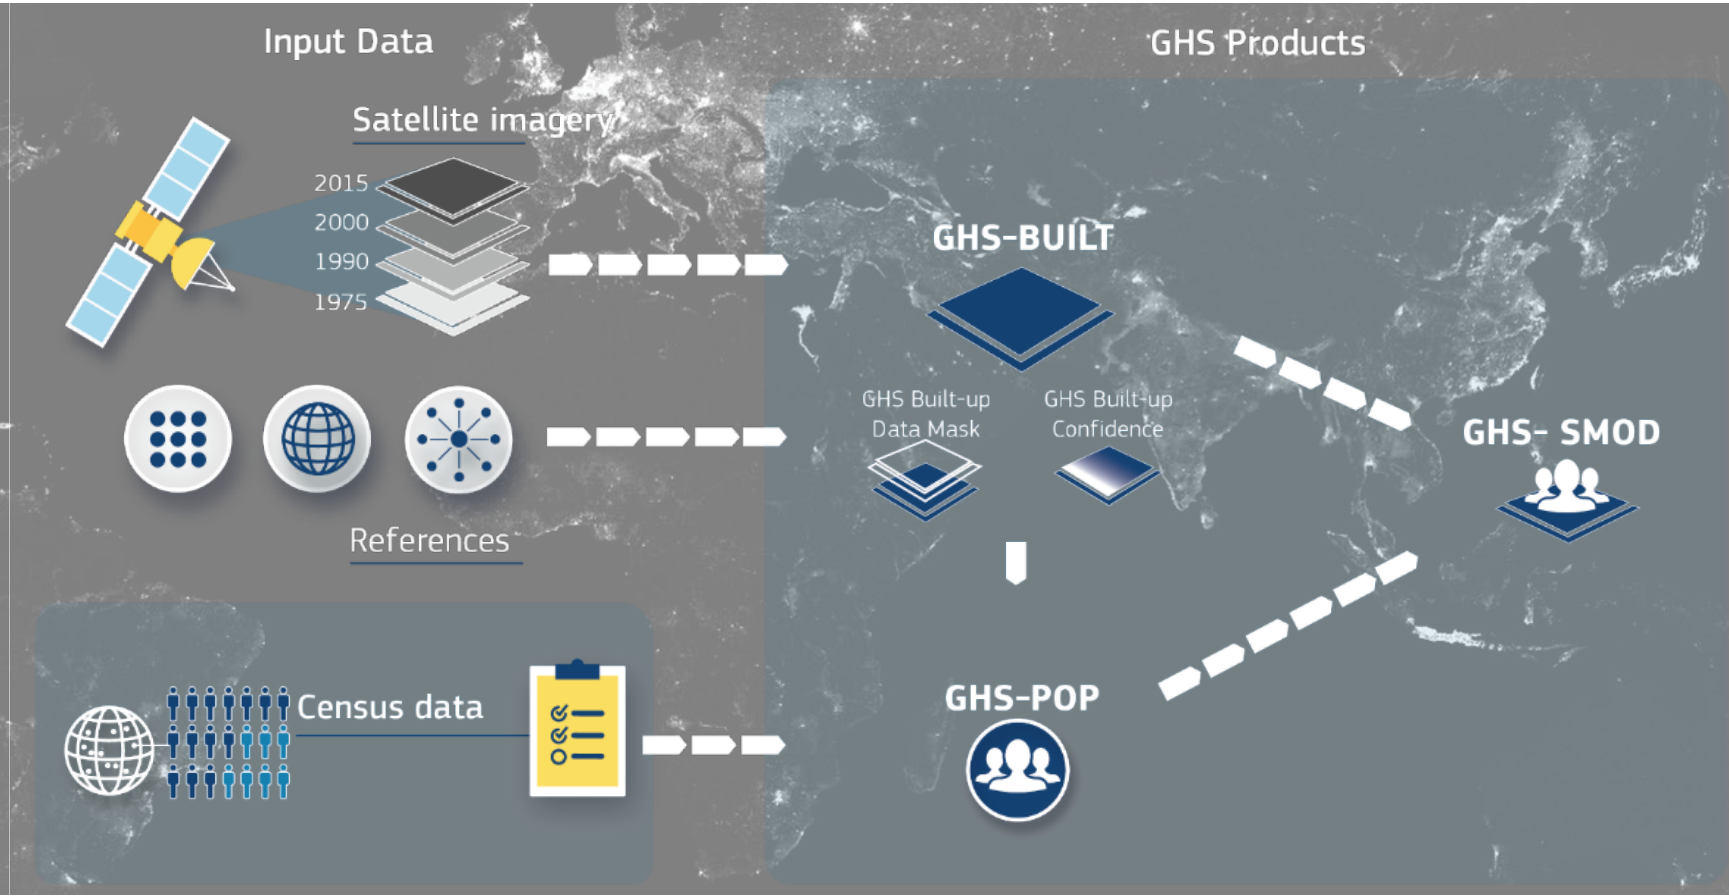 Input Data
GHS Products
Satellite imagery
2015
2000
1990
1975
References
Census data
GHS-BUILT
GHS Built-up
Data Mask
GHS Built-up
Confidence
GHS- SMOD
GHS-POP